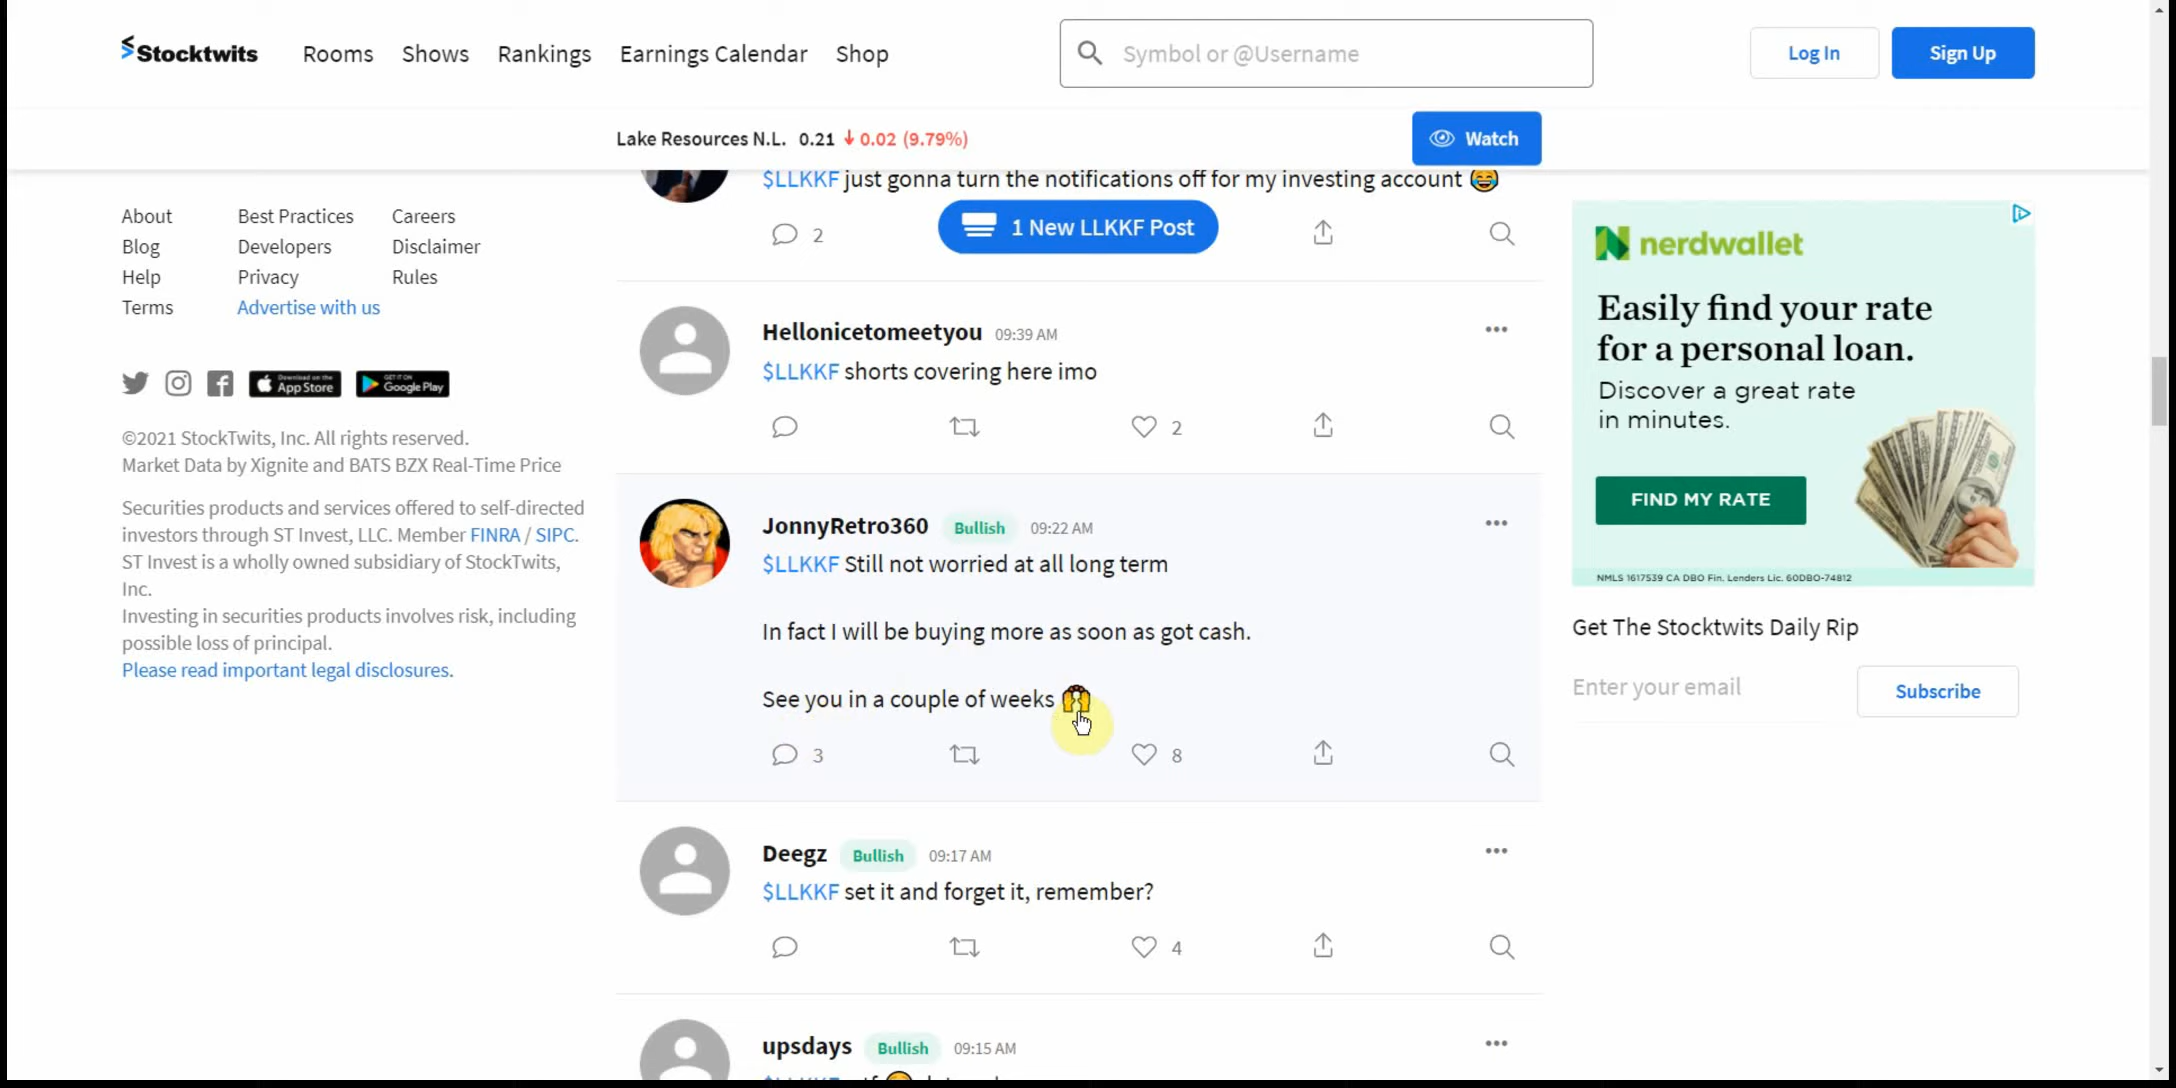 Stocktwits
Rooms
Shows
Rankings
Earnings Calendar
Shop
Symbol or @Username
Log In
Sign Up
Lake Resources N.L. 0.21 ↓ 0.02 (9.79%)
Watch
About
Best Practices
Careers
Blog
Developers
Disclaimer
Help
Privacy
Rules
Terms
Advertise with us
Download on the
App Store
GET IT ON
Google Play
©2021 StockTwits, Inc. All rights reserved.
Market Data by Xignite and BATS BZX Real-Time Price
Securities products and services offered to self-directed
investors through ST Invest, LLC. Member FINRA / SIPC.
ST Invest is a wholly owned subsidiary of StockTwits,
Inc.
Investing in securities products involves risk, including
possible loss of principal.
Please read important legal disclosures.
$LLKKF just gonna turn the notifications off for my investing account 😂
2
1 New LLKKF Post
Hellonicetomeetyou 09:39 AM
$LLKKF shorts covering here imo
2
JonnyRetro360 Bullish 09:22 AM
$LLKKF Still not worried at all long term
In fact I will be buying more as soon as got cash.
See you in a couple of weeks 🙌
3
8
Deegz Bullish 09:17 AM
$LLKKF set it and forget it, remember?
4
upsdays Bullish 09:15 AM
nerdwallet
Easily find your rate
for a personal loan.
Discover a great rate
in minutes.
FIND MY RATE
NMLS 1617539 CA DBO Fin. Lenders Lic. 60DBO-74812
Get The Stocktwits Daily Rip
Enter your email
Subscribe